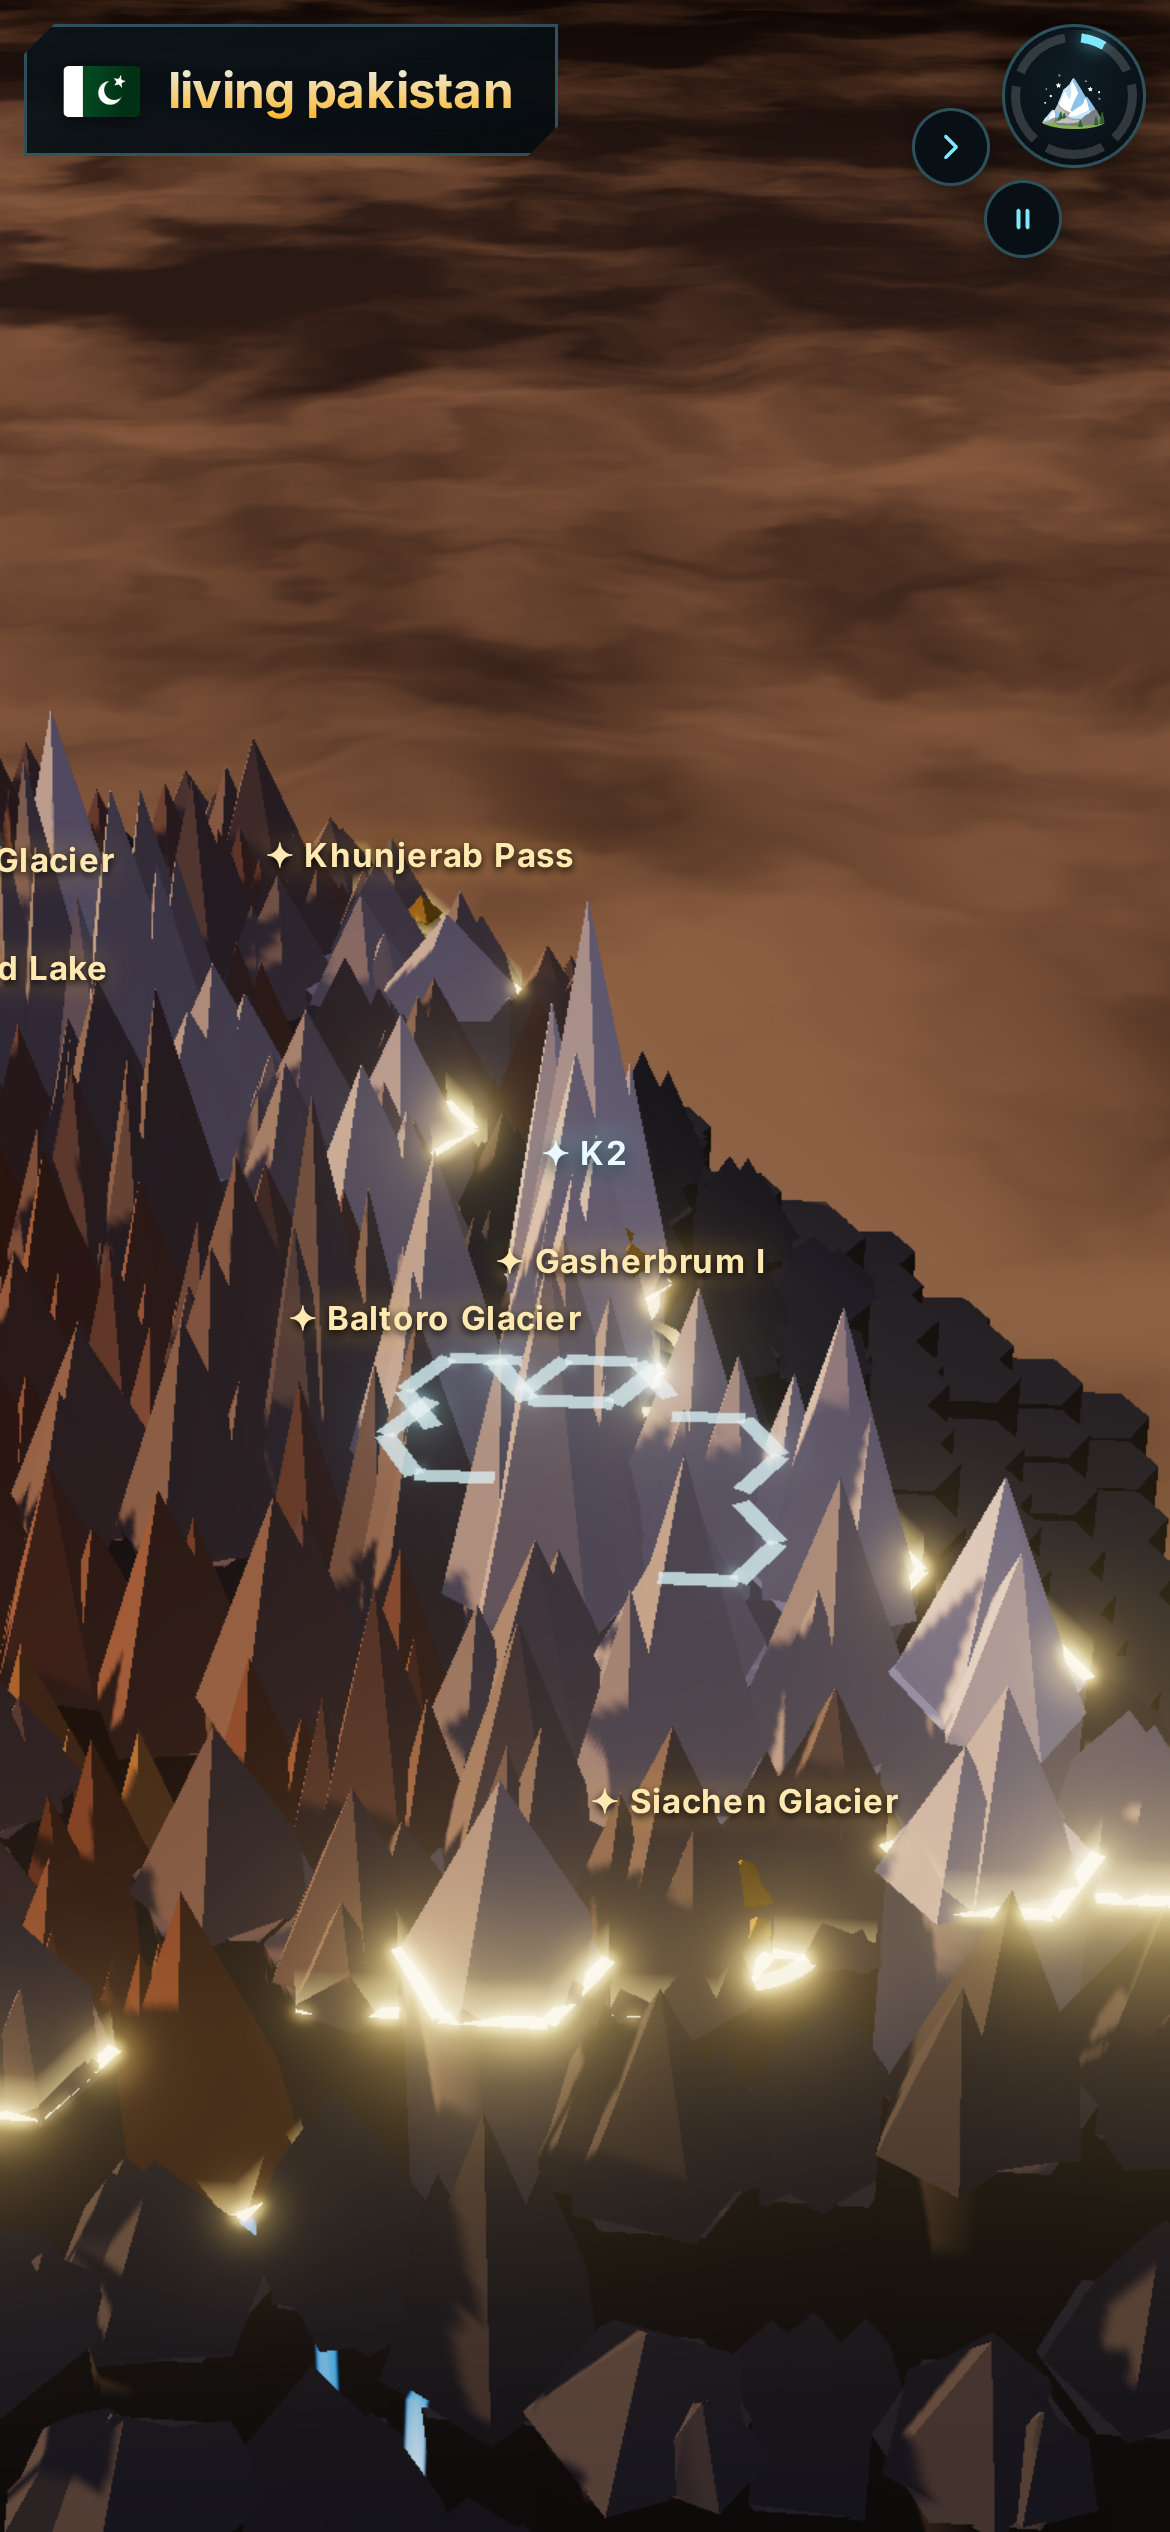 living pakistan
Glacier
✦ Khunjerab Pass
d Lake
✦ K2
✦ Gasherbrum I
✦ Baltoro Glacier
✦ Siachen Glacier